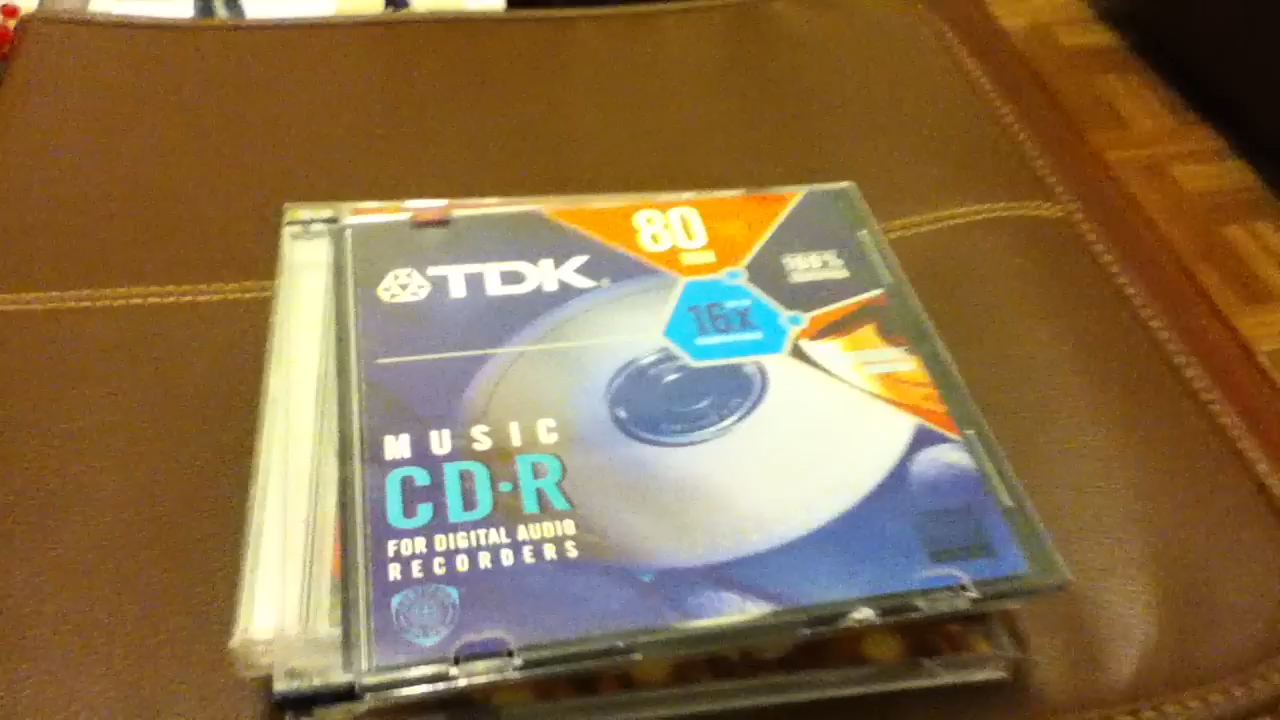 80
TDK
16x
MUSIC
CD-R
FOR DIGITAL AUDIO
RECORDERS